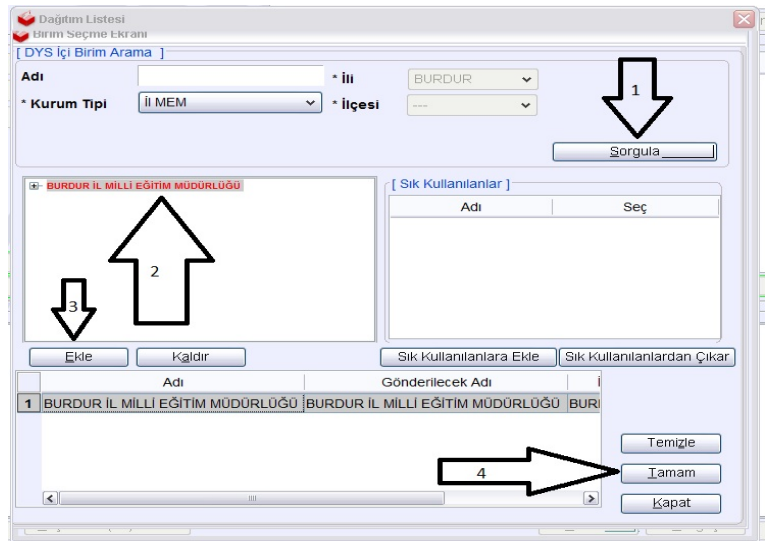 Dağıtım Listesi
Birim Seçme Ekranı
[ DYS İçi Birim Arama ]
Adı * İli BURDUR
* Kurum Tipi İl MEM * İlçesi ---
1
Sorgula
BURDUR İL MİLLİ EĞİTİM MÜDÜRLÜĞÜ
[ Sık Kullanılanlar ]
Adı Seç
2
3
Ekle Kaldır Sık Kullanılanlara Ekle Sık Kullanılanlardan Çıkar
Adı Gönderilecek Adı İ
1 BURDUR İL MİLLİ EĞİTİM MÜDÜRLÜĞÜ BURDUR İL MİLLİ EĞİTİM MÜDÜRLÜĞÜ BURI
Temizle
4 Tamam
Kapat